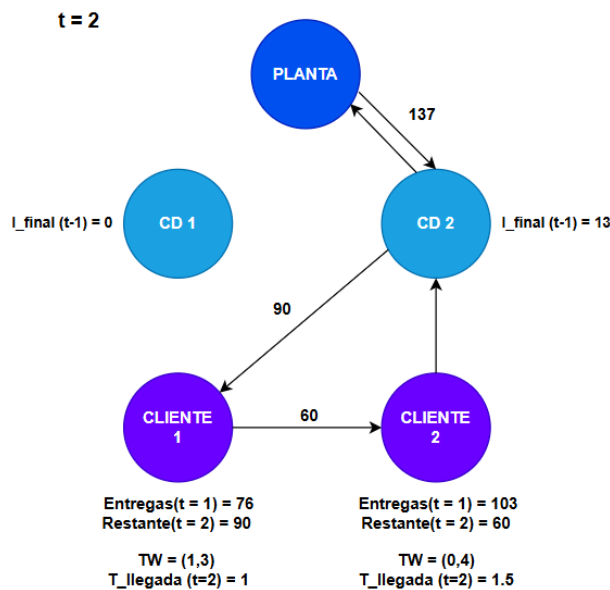 t = 2
PLANTA
137
I_final (t-1) = 0
CD 1
CD 2
I_final (t-1) = 13
90
CLIENTE
1
60
CLIENTE
2
Entregas(t = 1) = 76
Restante(t = 2) = 90
TW = (1,3)
T_llegada (t=2) = 1
Entregas(t = 1) = 103
Restante(t = 2) = 60
TW = (0,4)
T_llegada (t=2) = 1.5